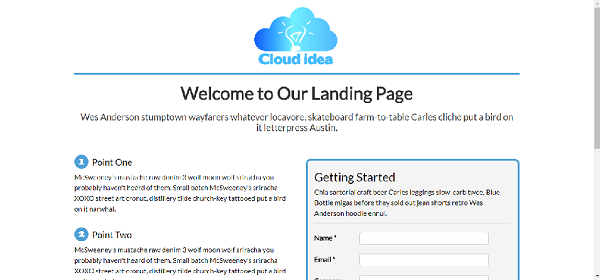 Cloud idea
Welcome to Our Landing Page
Wes Anderson stumptown wayfarers whatever locavore, skateboard farm-to-table Carles cliche put a bird on
it letterpress Austin.
1 Point One
McSweeney's mustache raw denim 3 wolf moon wolf sriracha you
probably haven't heard of them. Small batch McSweeney's sriracha
XOXO street art cronut, distillery tilde church-key tattooed put a bird
on it narwhal.
2 Point Two
McSweeney's mustache raw denim 3 wolf moon wolf sriracha you
probably haven't heard of them. Small batch McSweeney's sriracha
XOXO street art cronut, distillery tilde church-key tattooed put a bird
Getting Started
Chia sartorial craft beer Carles leggings slow-carb twee. Blue
Bottle migas before they sold out jean shorts retro Wes
Anderson hoodie ennui.
Name *
Email *